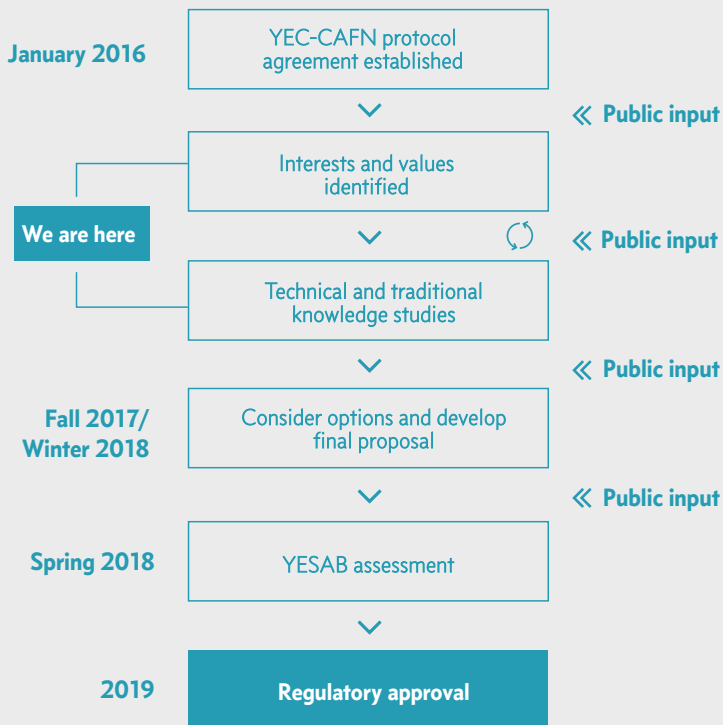 January 2016
YEC-CAFN protocol
agreement established
Public input
Interests and values
identified
We are here
Public input
Technical and traditional
knowledge studies
Public input
Fall 2017/
Winter 2018
Consider options and develop
final proposal
Public input
Spring 2018
YESAB assessment
2019
Regulatory approval